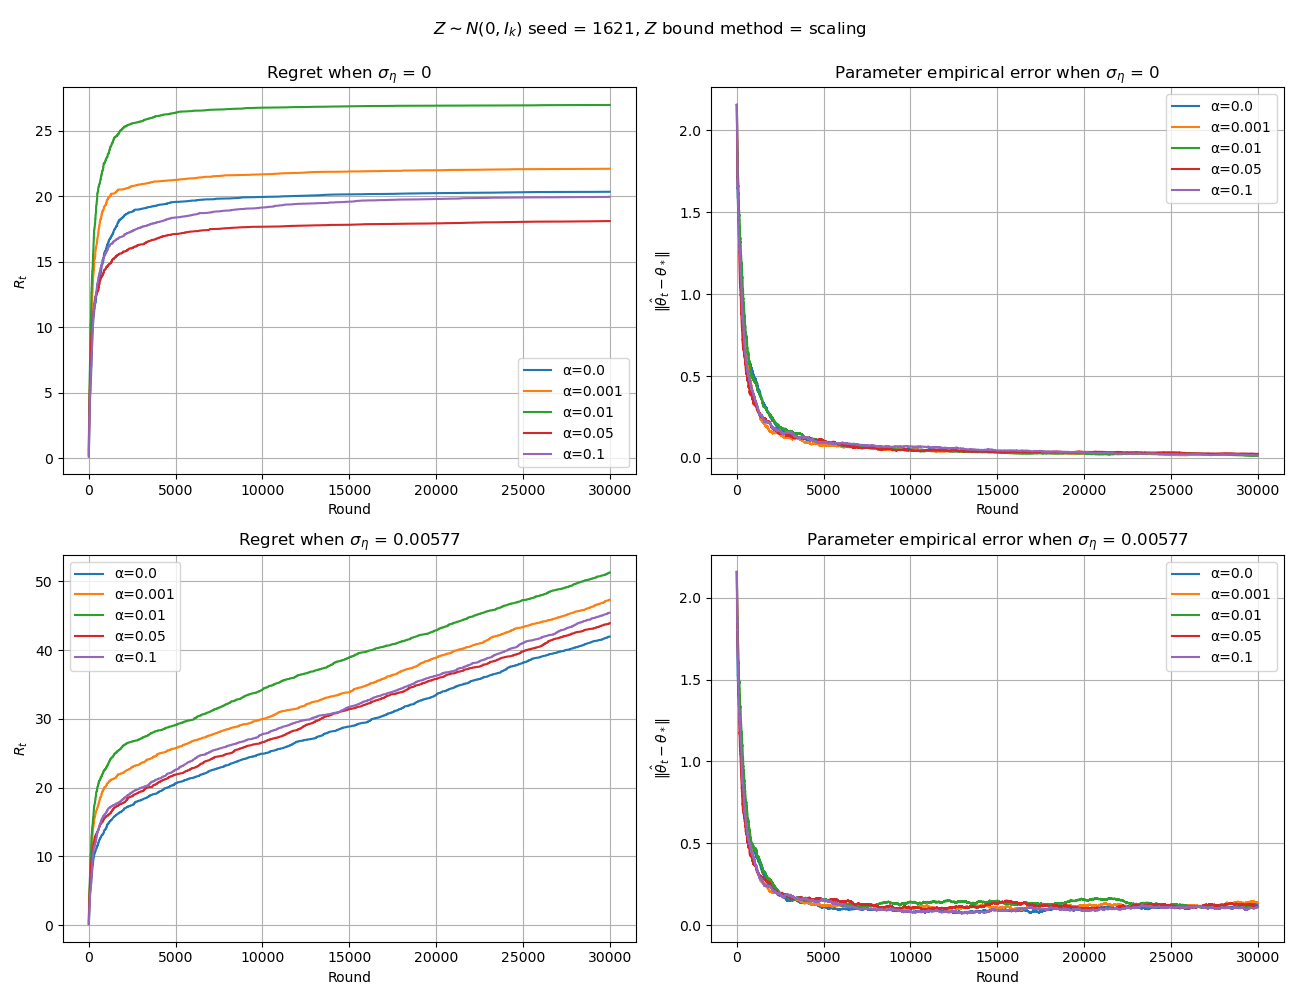 Z ∼ N(0, I_k) seed = 1621, Z bound method = scaling
Regret when σ_η = 0
R_t
25
20
15
10
5
0
α=0.0
α=0.001
α=0.01
α=0.05
α=0.1
0 5000 10000 15000 20000 25000 30000
Round
Parameter empirical error when σ_η = 0
‖θ̂_t − θ_*‖
2.0
1.5
1.0
0.5
0.0
α=0.0
α=0.001
α=0.01
α=0.05
α=0.1
0 5000 10000 15000 20000 25000 30000
Round
Regret when σ_η = 0.00577
R_t
50
40
30
20
10
0
α=0.0
α=0.001
α=0.01
α=0.05
α=0.1
0 5000 10000 15000 20000 25000 30000
Round
Parameter empirical error when σ_η = 0.00577
‖θ̂_t − θ_*‖
2.0
1.5
1.0
0.5
0.0
α=0.0
α=0.001
α=0.01
α=0.05
α=0.1
0 5000 10000 15000 20000 25000 30000
Round